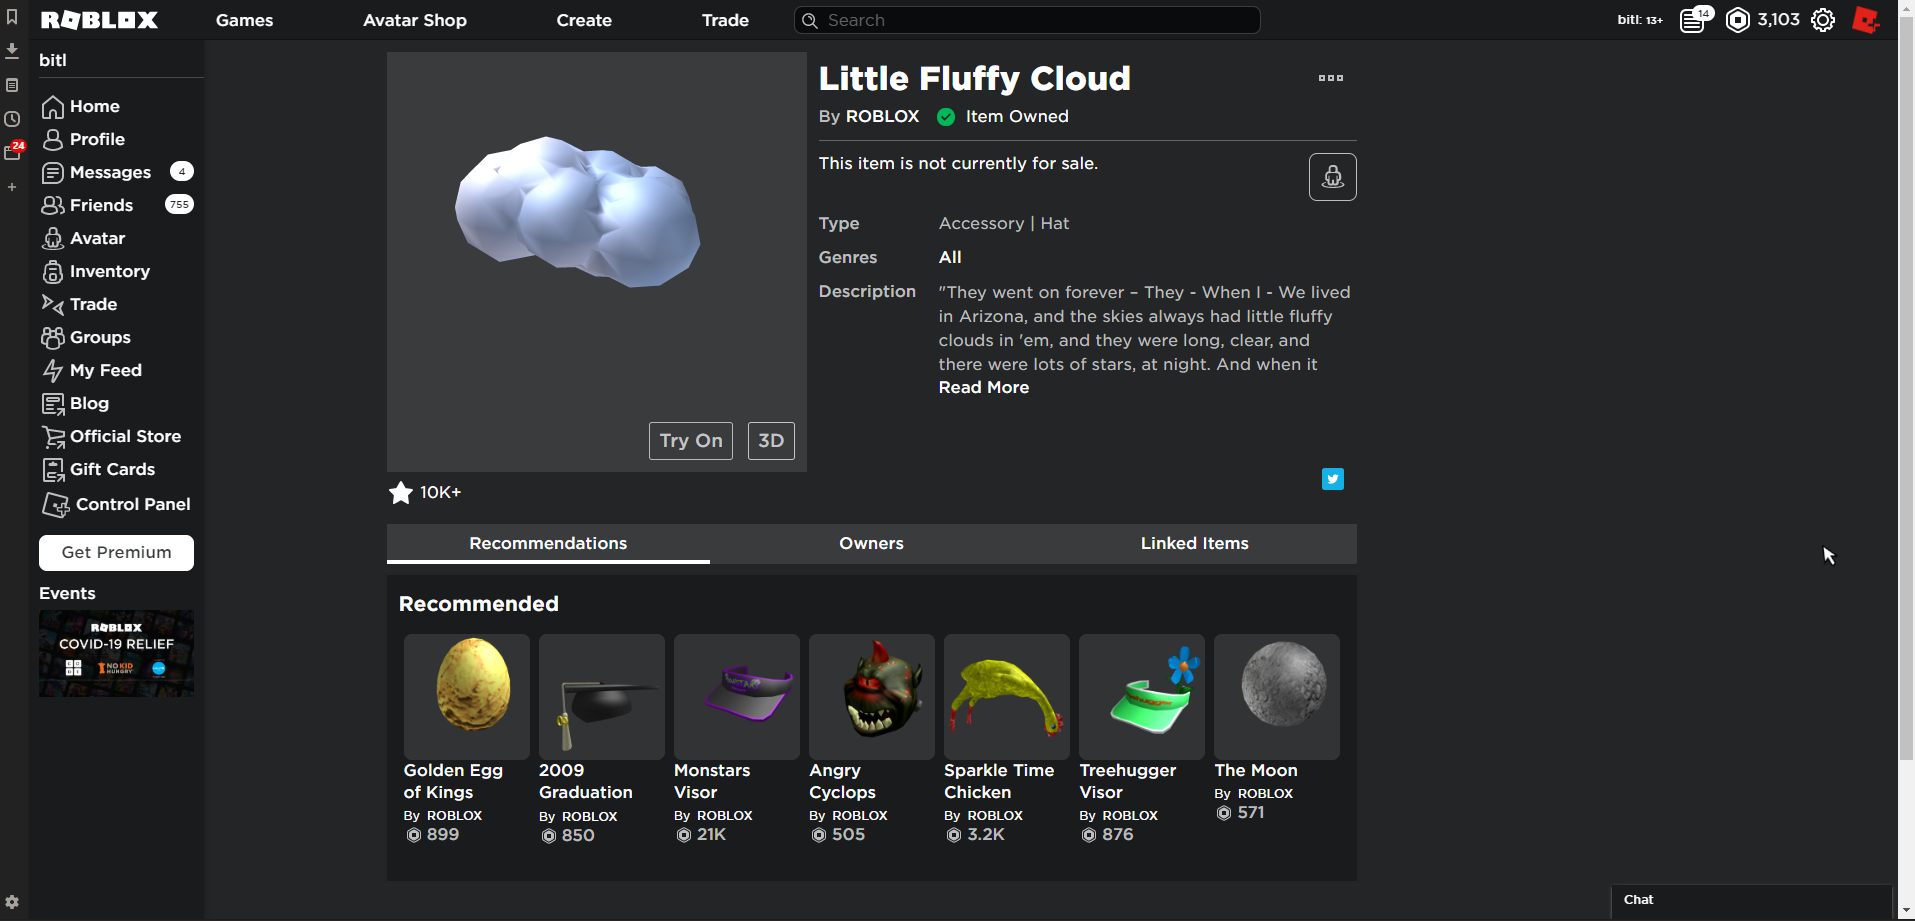 ROBLOX
Games
Avatar Shop
Create
Trade
Search
bitl: 13+
14
3,103
24
bitl
Home
Profile
Messages
4
Friends
755
Avatar
Inventory
Trade
Groups
My Feed
Blog
Official Store
Gift Cards
Control Panel
Get Premium
Events
ROBLOX
COVID-19 RELIEF
NO KID
HUNGRY
Little Fluffy Cloud
By ROBLOX
Item Owned
This item is not currently for sale.
Type
Accessory | Hat
Genres
All
Description
"They went on forever – They - When I - We lived
in Arizona, and the skies always had little fluffy
clouds in 'em, and they were long, clear, and
there were lots of stars, at night. And when it
Read More
Try On
3D
10K+
Recommendations
Owners
Linked Items
Recommended
Golden Egg
of Kings
By ROBLOX
899
2009
Graduation
By ROBLOX
850
Monstars
Visor
By ROBLOX
21K
Angry
Cyclops
By ROBLOX
505
Sparkle Time
Chicken
By ROBLOX
3.2K
Treehugger
Visor
By ROBLOX
876
The Moon
By ROBLOX
571
Chat